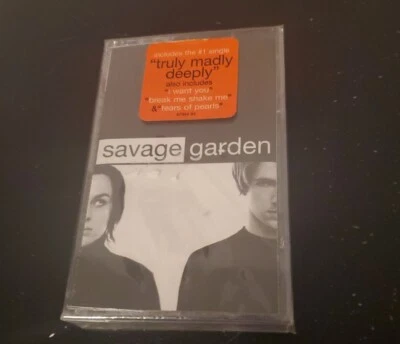 includes the #1 single
"truly madly
deeply"
also includes
"i want you"
"break me shake me"
& "tears of pearls"
savage garden